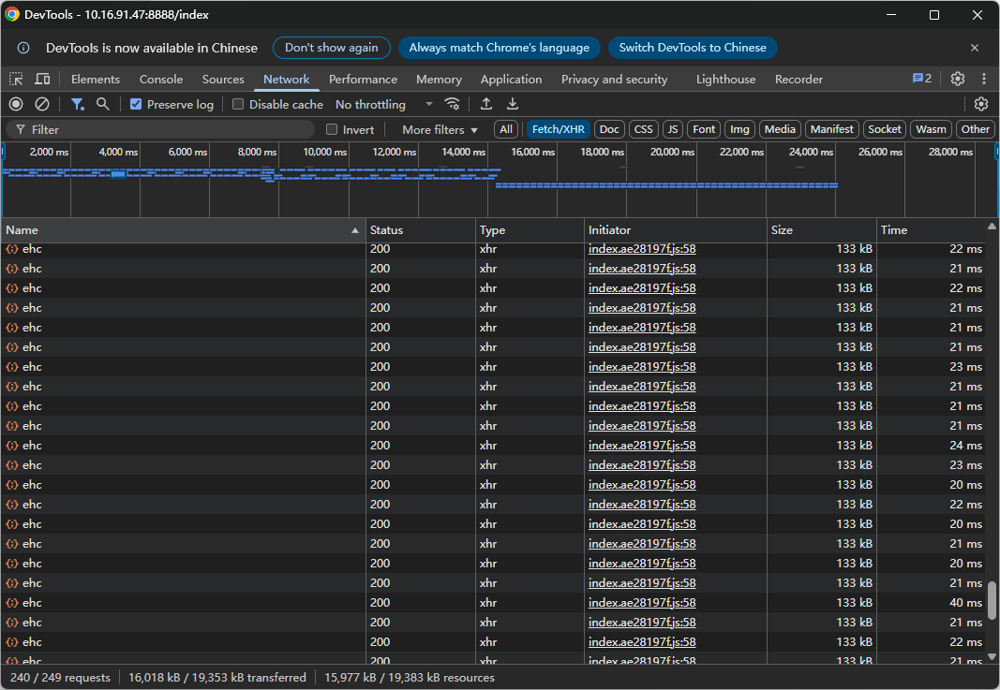 DevTools - 10.16.91.47:8888/index
DevTools is now available in Chinese Don't show again Always match Chrome's language Switch DevTools to Chinese
Elements Console Sources Network Performance Memory Application Privacy and security Lighthouse Recorder 2
Preserve log Disable cache No throttling
Filter Invert More filters All Fetch/XHR Doc CSS JS Font Img Media Manifest Socket Wasm Other
2,000 ms 4,000 ms 6,000 ms 8,000 ms 10,000 ms 12,000 ms 14,000 ms 16,000 ms 18,000 ms 20,000 ms 22,000 ms 24,000 ms 26,000 ms 28,000 ms
Name Status Type Initiator Size Time
ehc 200 xhr index.ae28197f.js:58 133 kB 22 ms
ehc 200 xhr index.ae28197f.js:58 133 kB 21 ms
ehc 200 xhr index.ae28197f.js:58 133 kB 22 ms
ehc 200 xhr index.ae28197f.js:58 133 kB 21 ms
ehc 200 xhr index.ae28197f.js:58 133 kB 21 ms
ehc 200 xhr index.ae28197f.js:58 133 kB 21 ms
ehc 200 xhr index.ae28197f.js:58 133 kB 23 ms
ehc 200 xhr index.ae28197f.js:58 133 kB 21 ms
ehc 200 xhr index.ae28197f.js:58 133 kB 21 ms
ehc 200 xhr index.ae28197f.js:58 133 kB 21 ms
ehc 200 xhr index.ae28197f.js:58 133 kB 24 ms
ehc 200 xhr index.ae28197f.js:58 133 kB 23 ms
ehc 200 xhr index.ae28197f.js:58 133 kB 20 ms
ehc 200 xhr index.ae28197f.js:58 133 kB 22 ms
ehc 200 xhr index.ae28197f.js:58 133 kB 20 ms
ehc 200 xhr index.ae28197f.js:58 133 kB 21 ms
ehc 200 xhr index.ae28197f.js:58 133 kB 20 ms
ehc 200 xhr index.ae28197f.js:58 133 kB 21 ms
ehc 200 xhr index.ae28197f.js:58 133 kB 40 ms
ehc 200 xhr index.ae28197f.js:58 133 kB 21 ms
ehc 200 xhr index.ae28197f.js:58 133 kB 22 ms
ehc 200 xhr index.ae28197f.js:58 133 kB 21 ms
240 / 249 requests 16,018 kB / 19,353 kB transferred 15,977 kB / 19,383 kB resources